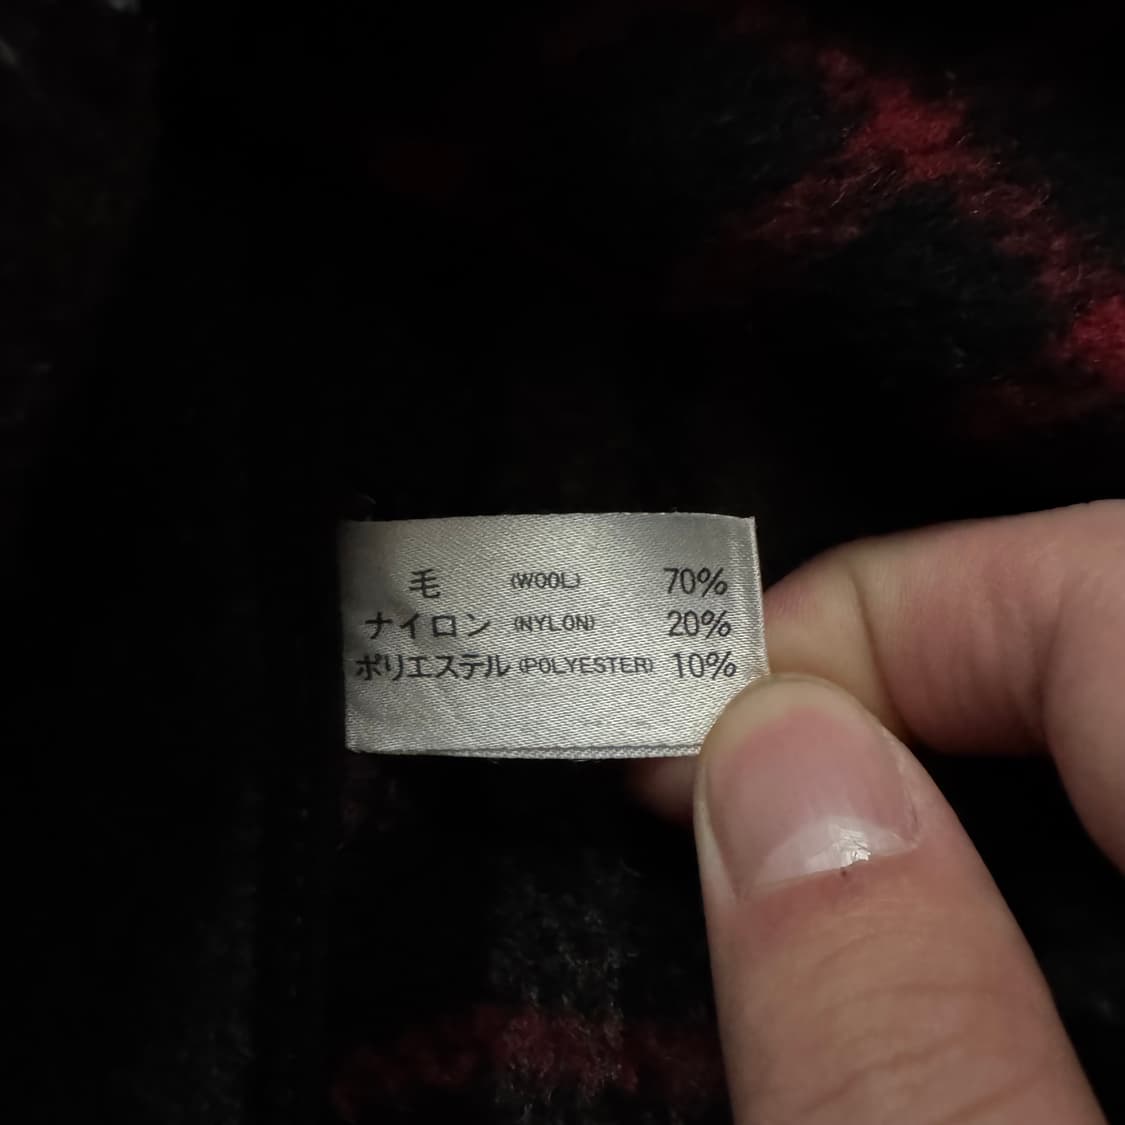 毛 (WOOL) 70%
ナイロン (NYLON) 20%
ポリエステル (POLYESTER) 10%